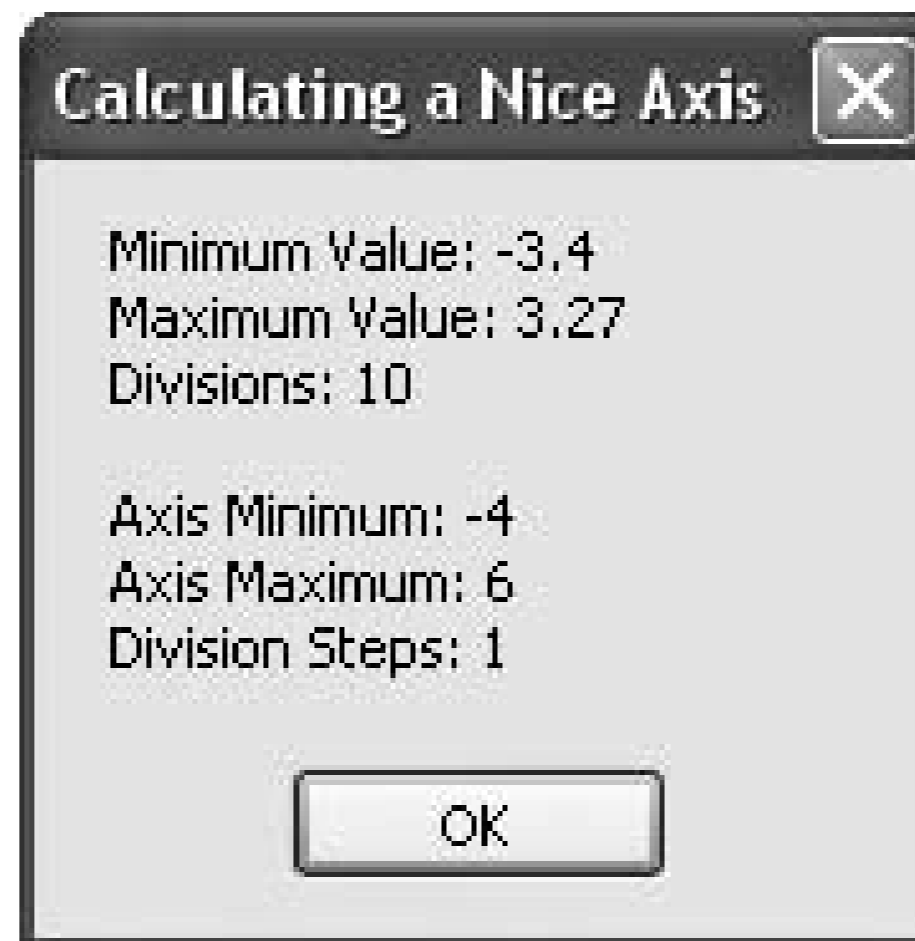 Calculating a Nice Axis
Minimum Value: -3.4
Maximum Value: 3.27
Divisions: 10
Axis Minimum: -4
Axis Maximum: 6
Division Steps: 1
OK